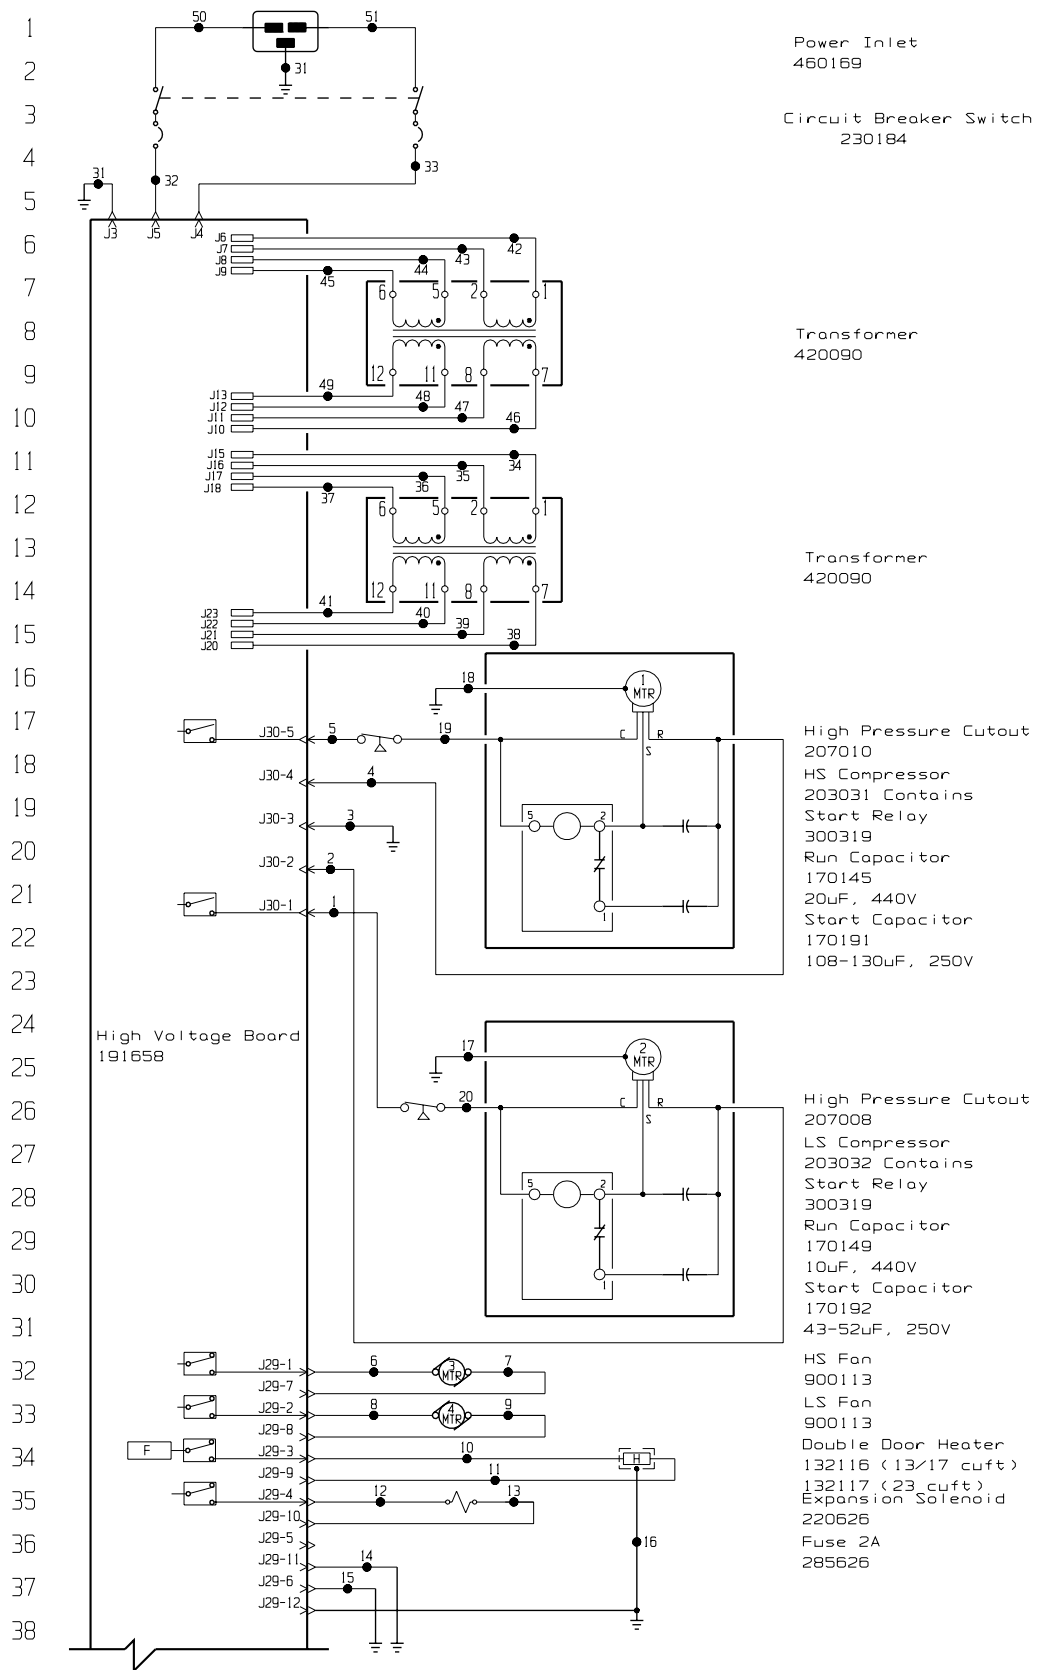 1
50
51
Power Inlet
460169
2
31
3
Circuit Breaker Switch
230184
4
33
31
32
5
J3
J5
J4
6
J6
42
J7
43
J8
44
J9
45
7
6
5
2
1
8
Transformer
420090
9
12
11
8
7
J13
49
J12
48
10
J11
47
J10
46
11
J15
34
J16
35
J17
36
J18
37
12
6
5
2
1
13
Transformer
420090
14
12
11
8
7
J23
41
J22
40
15
J21
39
J20
38
16
18
1
MTR
17
J30-5
5
19
C
R
S
High Pressure Cutout
207010
18
J30-4
4
HS Compressor
203031 Contains
19
J30-3
3
5
2
Start Relay
300319
20
J30-2
2
Run Capacitor
170145
21
J30-1
1
1
20uF, 440V
Start Capacitor
22
170191
108-130uF, 250V
23
24
High Voltage Board
191658
25
17
2
MTR
26
20
C
R
S
High Pressure Cutout
207008
27
LS Compressor
203032 Contains
28
5
2
Start Relay
300319
29
Run Capacitor
170149
30
1
10uF, 440V
Start Capacitor
31
170192
43-52uF, 250V
32
J29-1
6
3
MTR
7
HS Fan
900113
J29-7
33
J29-2
8
4
MTR
9
LS Fan
900113
J29-8
34
F
J29-3
10
H
Double Door Heater
132116 (13/17 cuft)
132117 (23 cuft)
J29-9
11
35
J29-4
12
13
Expansion Solenoid
220626
J29-10
36
J29-5
16
Fuse 2A
285626
J29-11
14
37
J29-6
15
J29-12
38